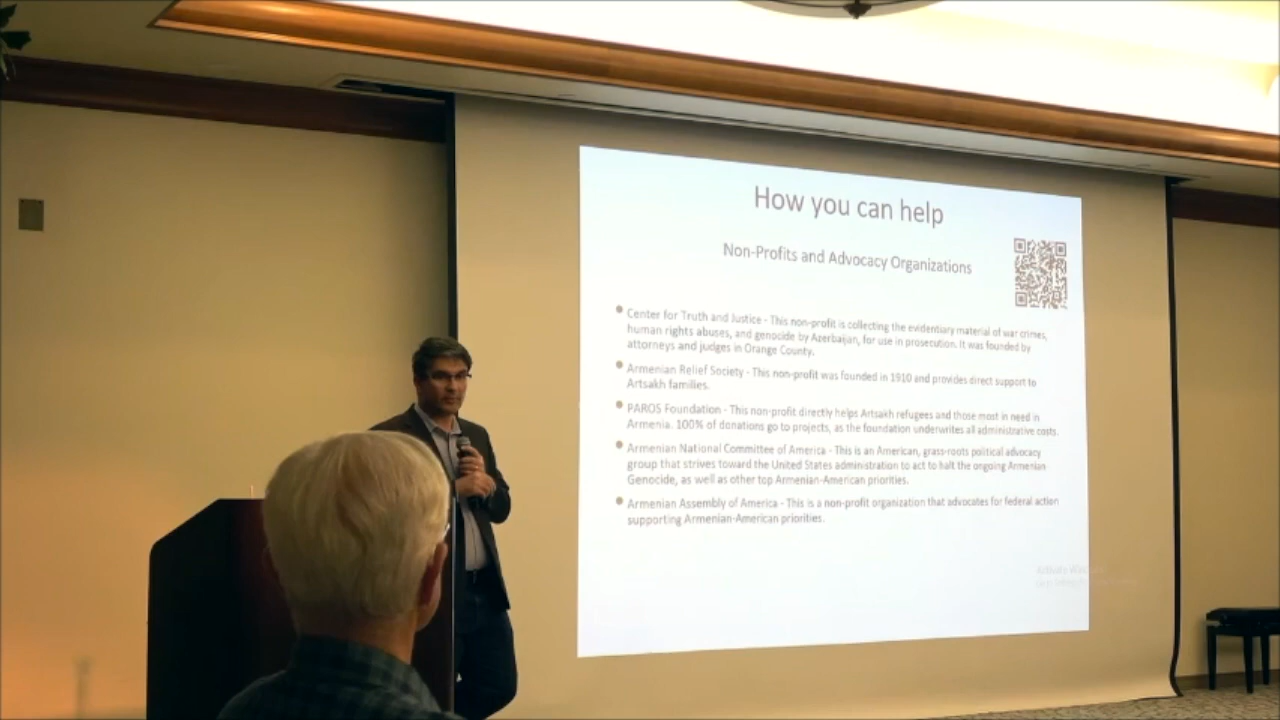 How you can help
Non-Profits and Advocacy Organizations
Center for Truth and Justice - This non-profit is collecting the evidentiary material of war crimes,
human rights abuses, and genocide by Azerbaijan, for use in prosecution. It was founded by
attorneys and judges in Orange County.
Armenian Relief Society - This non-profit was founded in 1910 and provides direct support to
Artsakh families.
PAROS Foundation - This non-profit directly helps Artsakh refugees and those most in need in
Armenia. 100% of donations go to projects, as the foundation underwrites all administrative costs.
Armenian National Committee of America - This is an American, grass-roots political advocacy
group that strives toward the United States administration to act to halt the ongoing Armenian
Genocide, as well as other top Armenian-American priorities.
Armenian Assembly of America - This is a non-profit organization that advocates for federal action
supporting Armenian-American priorities.